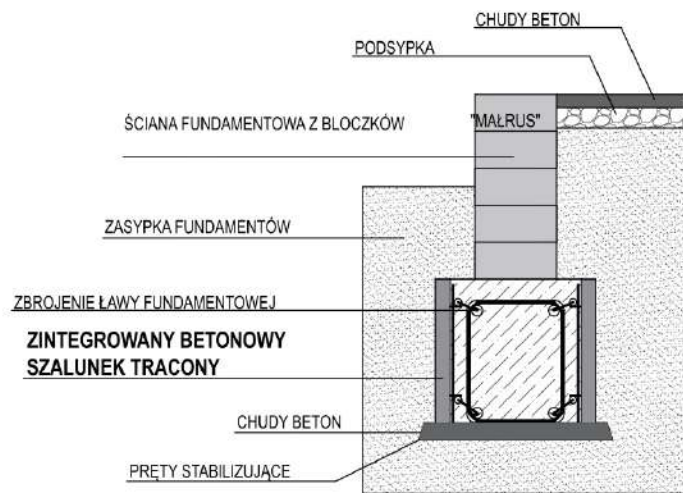 CHUDY BETON
PODSYPKA
ŚCIANA FUNDAMENTOWA Z BLOCZKÓW "MAŁRUS"
ZASYPKA FUNDAMENTÓW
ZBROJENIE ŁAWY FUNDAMENTOWEJ
ZINTEGROWANY BETONOWY
SZALUNEK TRACONY
CHUDY BETON
PRĘTY STABILIZUJĄCE